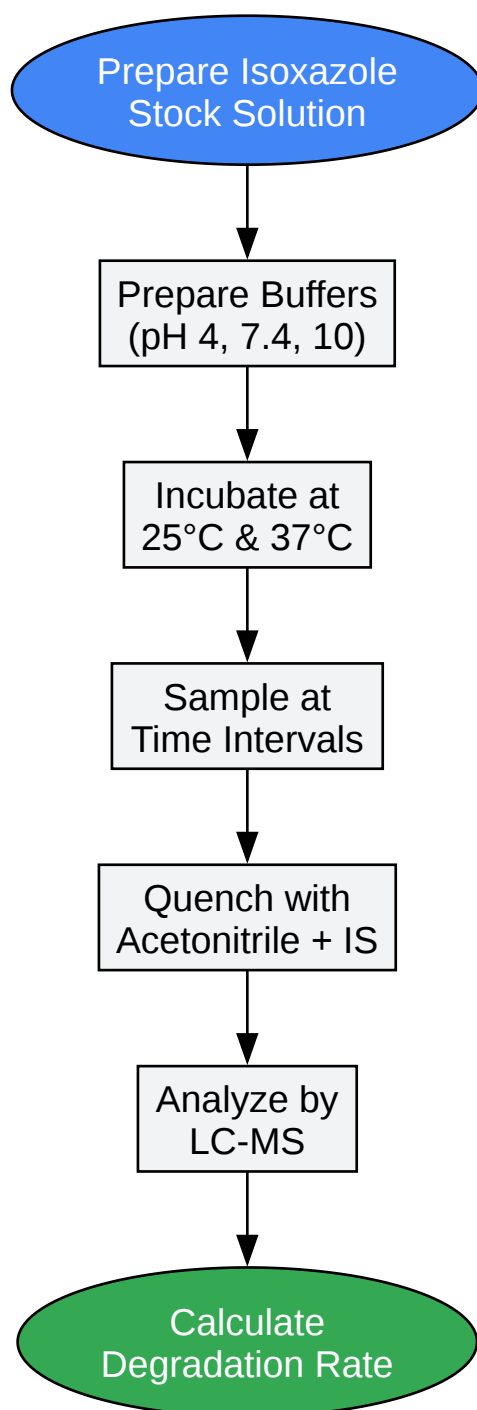 Prepare Isoxazole
Stock Solution
Prepare Buffers
(pH 4, 7.4, 10)
Incubate at
25°C & 37°C
Sample at
Time Intervals
Quench with
Acetonitrile + IS
Analyze by
LC-MS
Calculate
Degradation Rate